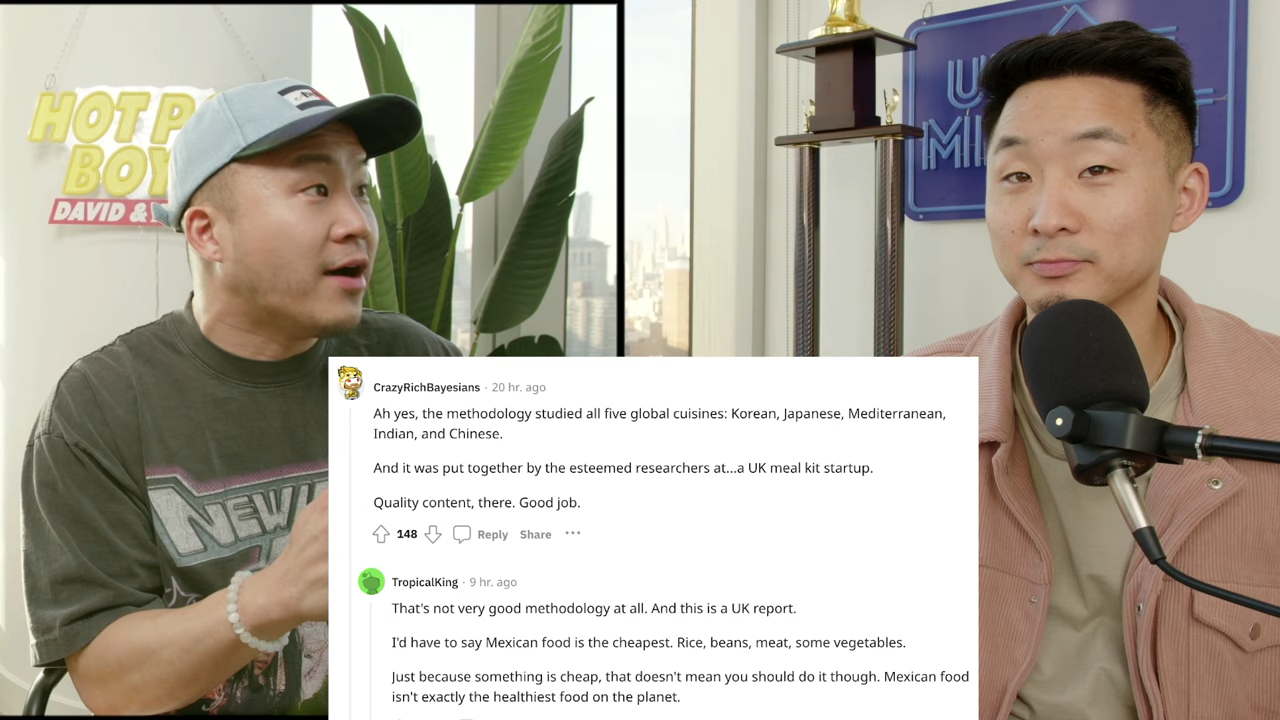 HOT P
BOY
DAVID &
U
MI
NEW
CrazyRichBayesians · 20 hr. ago
Ah yes, the methodology studied all five global cuisines: Korean, Japanese, Mediterranean,
Indian, and Chinese.
And it was put together by the esteemed researchers at...a UK meal kit startup.
Quality content, there. Good job.
148 Reply Share ···
TropicalKing · 9 hr. ago
That's not very good methodology at all. And this is a UK report.
I'd have to say Mexican food is the cheapest. Rice, beans, meat, some vegetables.
Just because something is cheap, that doesn't mean you should do it though. Mexican food
isn't exactly the healthiest food on the planet.